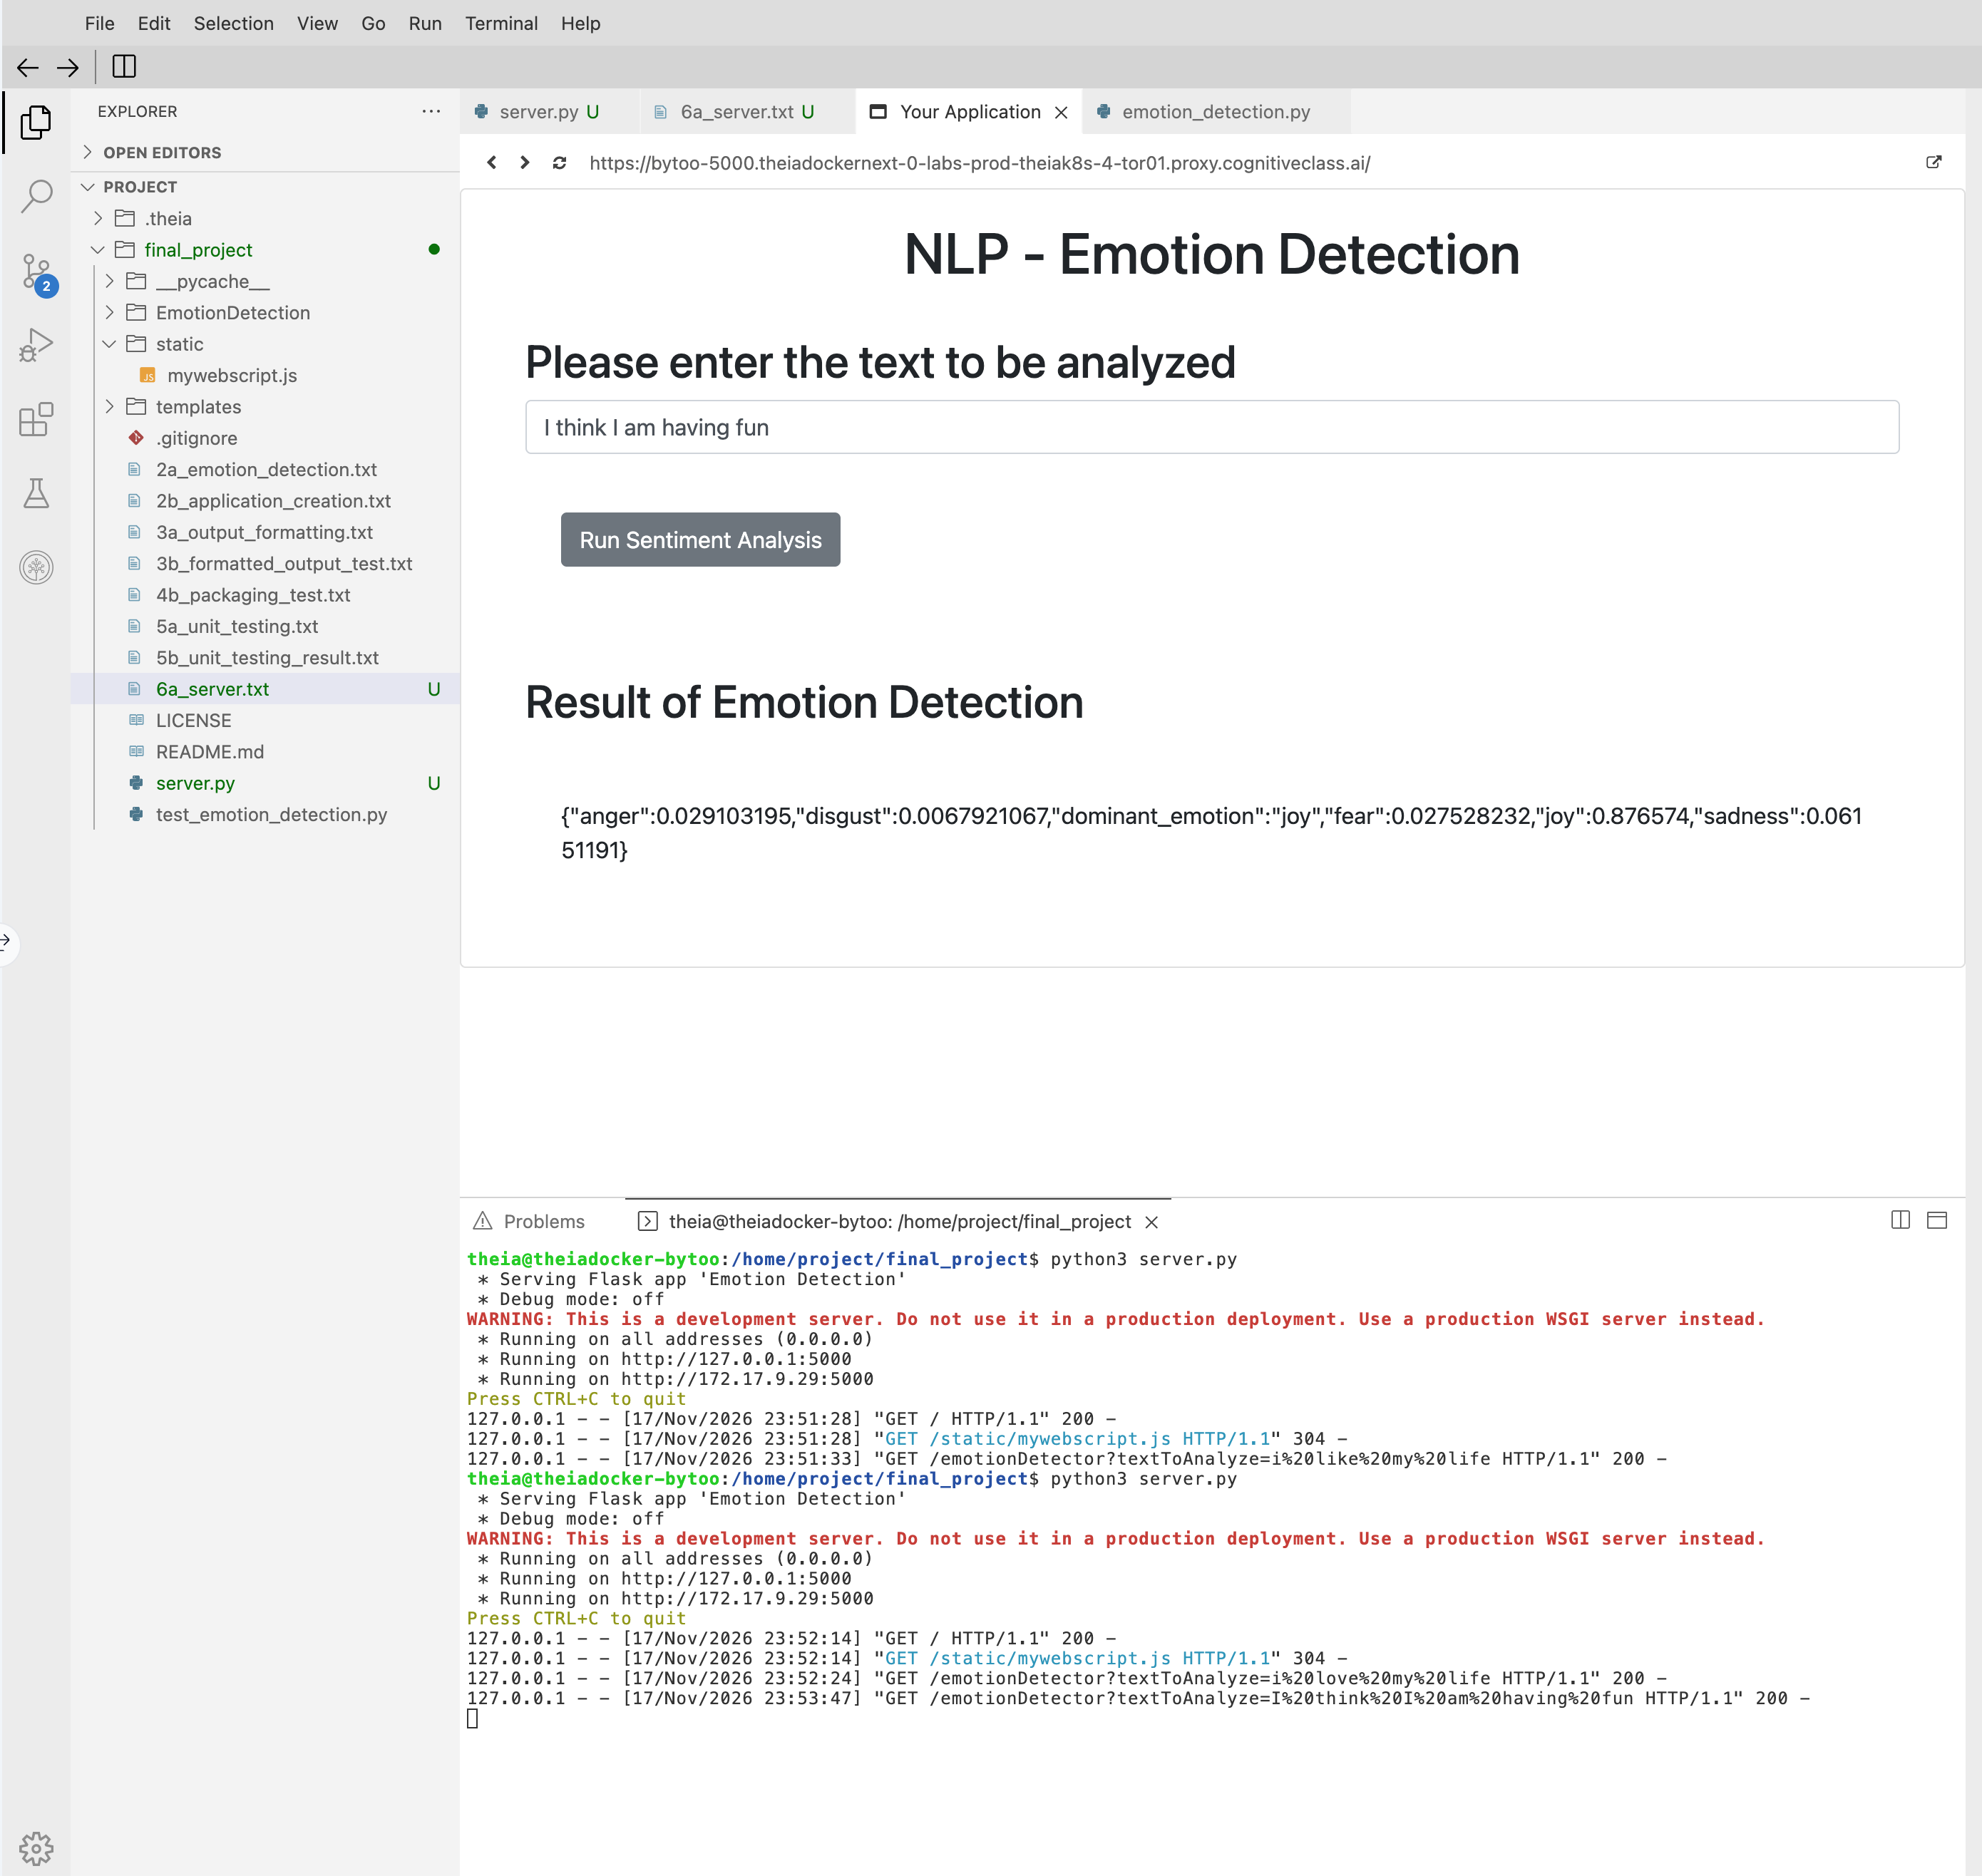 File Edit Selection View Go Run Terminal Help
EXPLORER
OPEN EDITORS
PROJECT
.theia
final_project
__pycache__
EmotionDetection
static
mywebscript.js
templates
.gitignore
2a_emotion_detection.txt
2b_application_creation.txt
3a_output_formatting.txt
3b_formatted_output_test.txt
4b_packaging_test.txt
5a_unit_testing.txt
5b_unit_testing_result.txt
6a_server.txt U
LICENSE
README.md
server.py U
test_emotion_detection.py
2
server.py U 6a_server.txt U Your Application emotion_detection.py
https://bytoo-5000.theiadockernext-0-labs-prod-theiak8s-4-tor01.proxy.cognitiveclass.ai/
NLP - Emotion Detection
Please enter the text to be analyzed
I think I am having fun
Run Sentiment Analysis
Result of Emotion Detection
{"anger":0.029103195,"disgust":0.0067921067,"dominant_emotion":"joy","fear":0.027528232,"joy":0.876574,"sadness":0.061
51191}
Problems theia@theiadocker-bytoo: /home/project/final_project
theia@theiadocker-bytoo:/home/project/final_project$ python3 server.py
* Serving Flask app 'Emotion Detection'
* Debug mode: off
WARNING: This is a development server. Do not use it in a production deployment. Use a production WSGI server instead.
* Running on all addresses (0.0.0.0)
* Running on http://127.0.0.1:5000
* Running on http://172.17.9.29:5000
Press CTRL+C to quit
127.0.0.1 - - [17/Nov/2026 23:51:28] "GET / HTTP/1.1" 200 -
127.0.0.1 - - [17/Nov/2026 23:51:28] "GET /static/mywebscript.js HTTP/1.1" 304 -
127.0.0.1 - - [17/Nov/2026 23:51:33] "GET /emotionDetector?textToAnalyze=i%20like%20my%20life HTTP/1.1" 200 -
theia@theiadocker-bytoo:/home/project/final_project$ python3 server.py
* Serving Flask app 'Emotion Detection'
* Debug mode: off
WARNING: This is a development server. Do not use it in a production deployment. Use a production WSGI server instead.
* Running on all addresses (0.0.0.0)
* Running on http://127.0.0.1:5000
* Running on http://172.17.9.29:5000
Press CTRL+C to quit
127.0.0.1 - - [17/Nov/2026 23:52:14] "GET / HTTP/1.1" 200 -
127.0.0.1 - - [17/Nov/2026 23:52:14] "GET /static/mywebscript.js HTTP/1.1" 304 -
127.0.0.1 - - [17/Nov/2026 23:52:24] "GET /emotionDetector?textToAnalyze=i%20love%20my%20life HTTP/1.1" 200 -
127.0.0.1 - - [17/Nov/2026 23:53:47] "GET /emotionDetector?textToAnalyze=I%20think%20I%20am%20having%20fun HTTP/1.1" 200 -